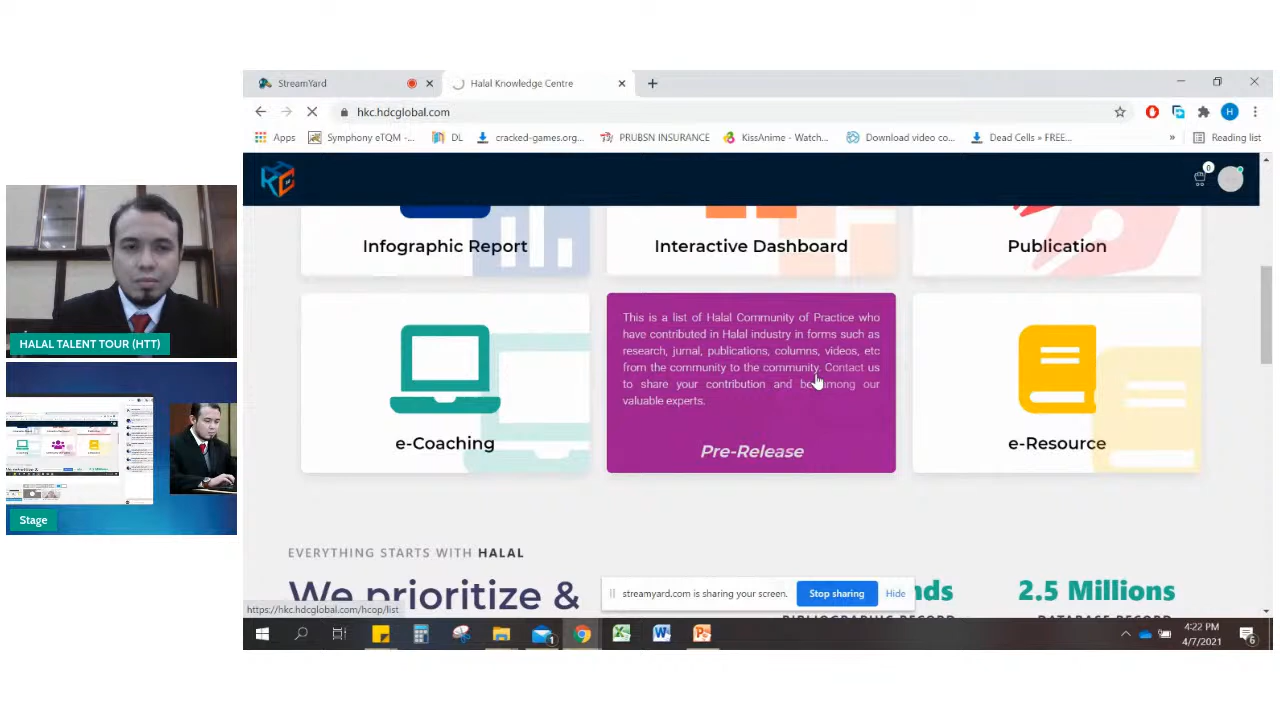 StreamYard
Halal Knowledge Centre
hkc.hdcglobal.com
H
Apps
Symphony eTQM -...
DL
cracked-games.org...
PRUBSN INSURANCE
KissAnime - Watch...
Download video co...
Dead Cells » FREE...
»
Reading list
0
Infographic Report
Interactive Dashboard
Publication
This is a list of Halal Community of Practice who
have contributed in Halal industry in forms such as
research, jurnal, publications, columns, videos, etc
from the community to the community. Contact us
to share your contribution and be among our
valuable experts.
e-Coaching
Pre-Release
e-Resource
EVERYTHING STARTS WITH HALAL
We prioritize &
streamyard.com is sharing your screen.
Stop sharing
Hide
2.5 Millions
https://hkc.hdcglobal.com/hcop/list
1
4:22 PM
4/7/2021
6
HALAL TALENT TOUR (HTT)
Stage